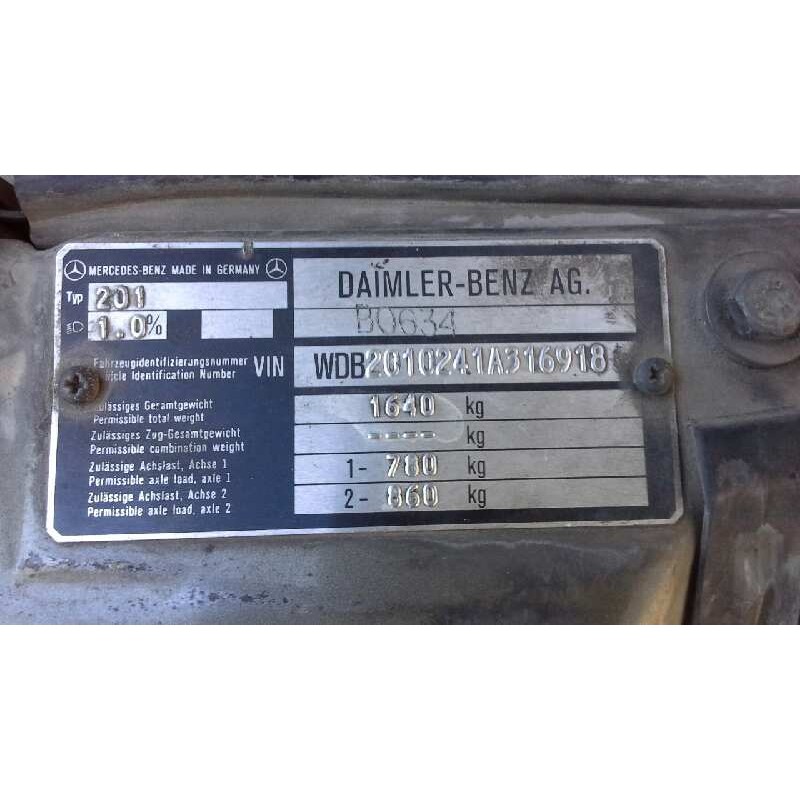 MERCEDES-BENZ MADE IN GERMANY
DAIMLER-BENZ AG.
Typ 201
B0634
1.0%
Fahrzeugidentifizierungsnummer
Vehicle Identification Number
VIN WDB2010241A316918
Zulässiges Gesamtgewicht
Permissible total weight
1640 kg
Zulässiges Zug-Gesamtgewicht
Permissible combination weight
---- kg
Zulässige Achslast, Achse 1
Permissible axle load, axle 1
1- 780 kg
Zulässige Achslast, Achse 2
Permissible axle load, axle 2
2- 860 kg